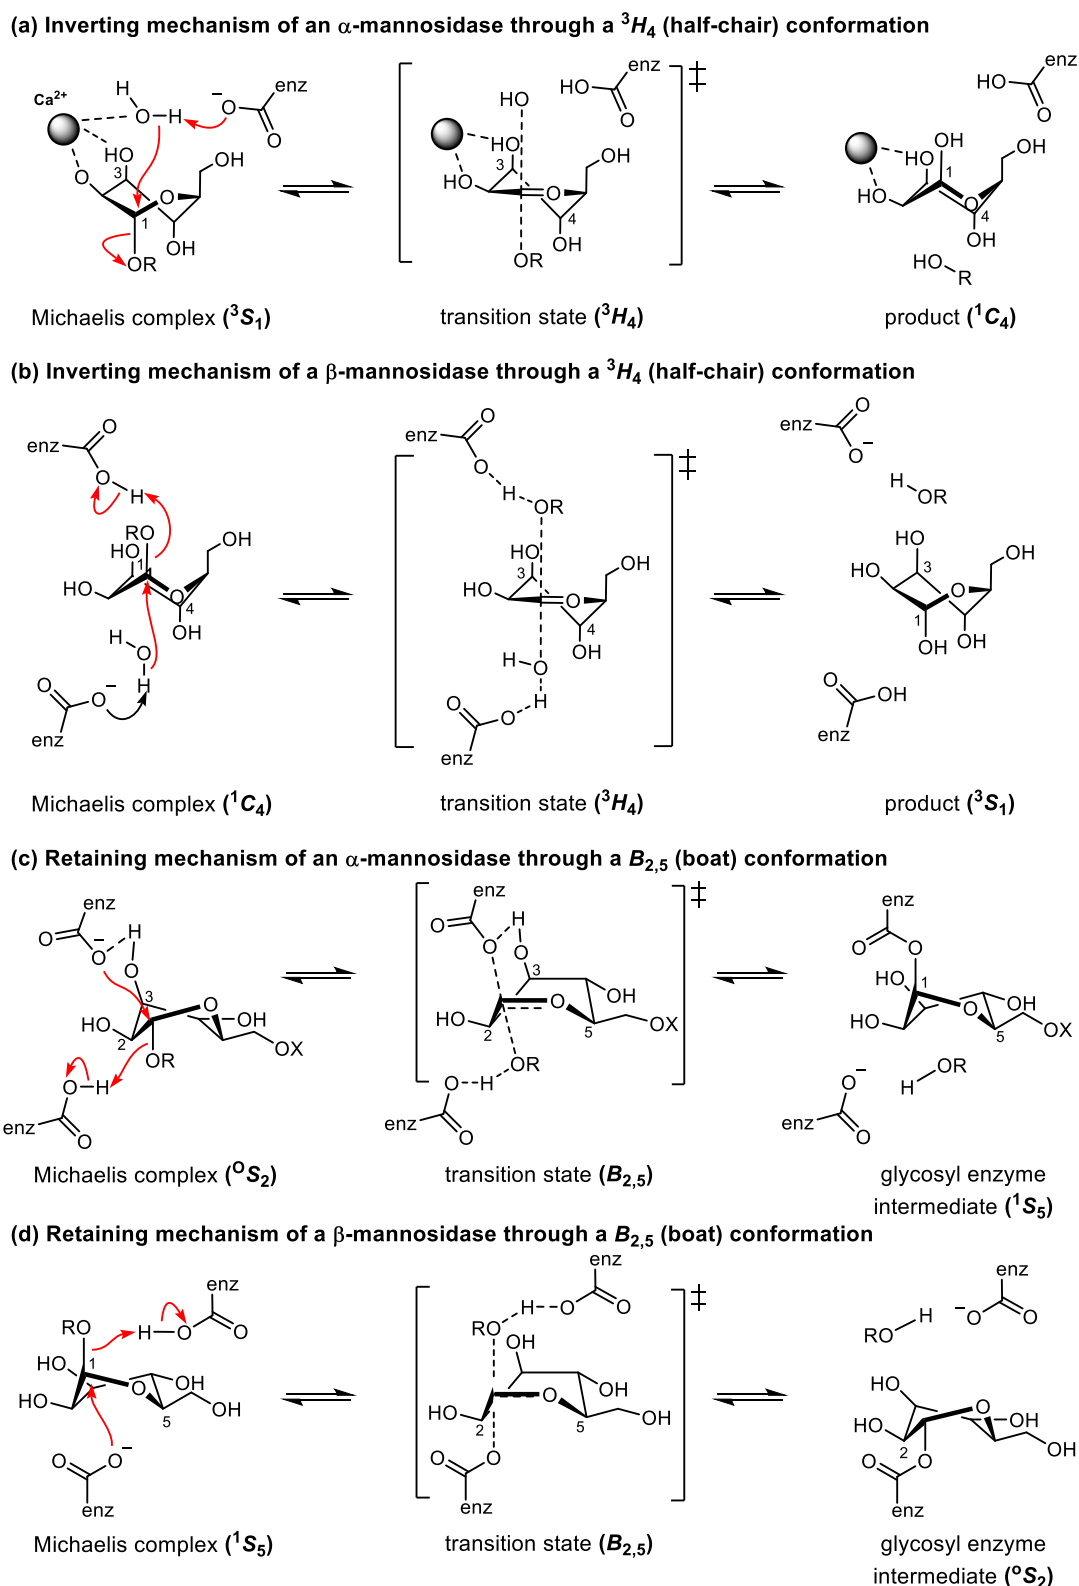 (a) Inverting mechanism of an α-mannosidase through a ³H₄ (half-chair) conformation
H
H
O
H
Ca²⁺
−
O
enz
O
HO
3
O
O
OH
1
OH
OR
Michaelis complex (³S₁)
‡
HO
HO
enz
O
HO
3
HO
O
OH
4
OH
OR
transition state (³H₄)
HO
enz
O
OH
HO
1
HO
O
OH
4
OH
HO
R
product (¹C₄)
(b) Inverting mechanism of a β-mannosidase through a ³H₄ (half-chair) conformation
O
enz
O
H
RO
HO
1
OH
HO
O
4
OH
H
O
H
O
O
−
enz
Michaelis complex (¹C₄)
‡
O
enz
O
H
OR
HO
3
OH
HO
O
4
OH
H
O
H
O
O
enz
transition state (³H₄)
O
enz
O
−
H
OR
HO
3
OH
HO
O
1
OH
OH
O
OH
enz
product (³S₁)
(c) Retaining mechanism of an α-mannosidase through a B₂,₅ (boat) conformation
enz
O
O
−
H
O
3
O
HO
2
OH
OX
OR
O
H
enz
O
Michaelis complex (ᴼS₂)
‡
enz
O
O
H
O
3
OH
O
HO
2
5
OX
OR
H
O
enz
O
transition state (B₂,₅)
enz
O
O
HO
1
OH
HO
O
5
OX
O
−
H
OR
enz
O
glycosyl enzyme
intermediate (¹S₅)
(d) Retaining mechanism of a β-mannosidase through a B₂,₅ (boat) conformation
enz
RO
H
O
O
HO
1
OH
HO
O
5
OH
O
O
−
enz
Michaelis complex (¹S₅)
‡
enz
H
O
O
RO
HO
OH
HO
2
O
5
OH
O
O
enz
transition state (B₂,₅)
enz
H
RO
−
O
O
HO
O
HO
2
OH
OH
O
O
enz
glycosyl enzyme
intermediate (ᴼS₂)